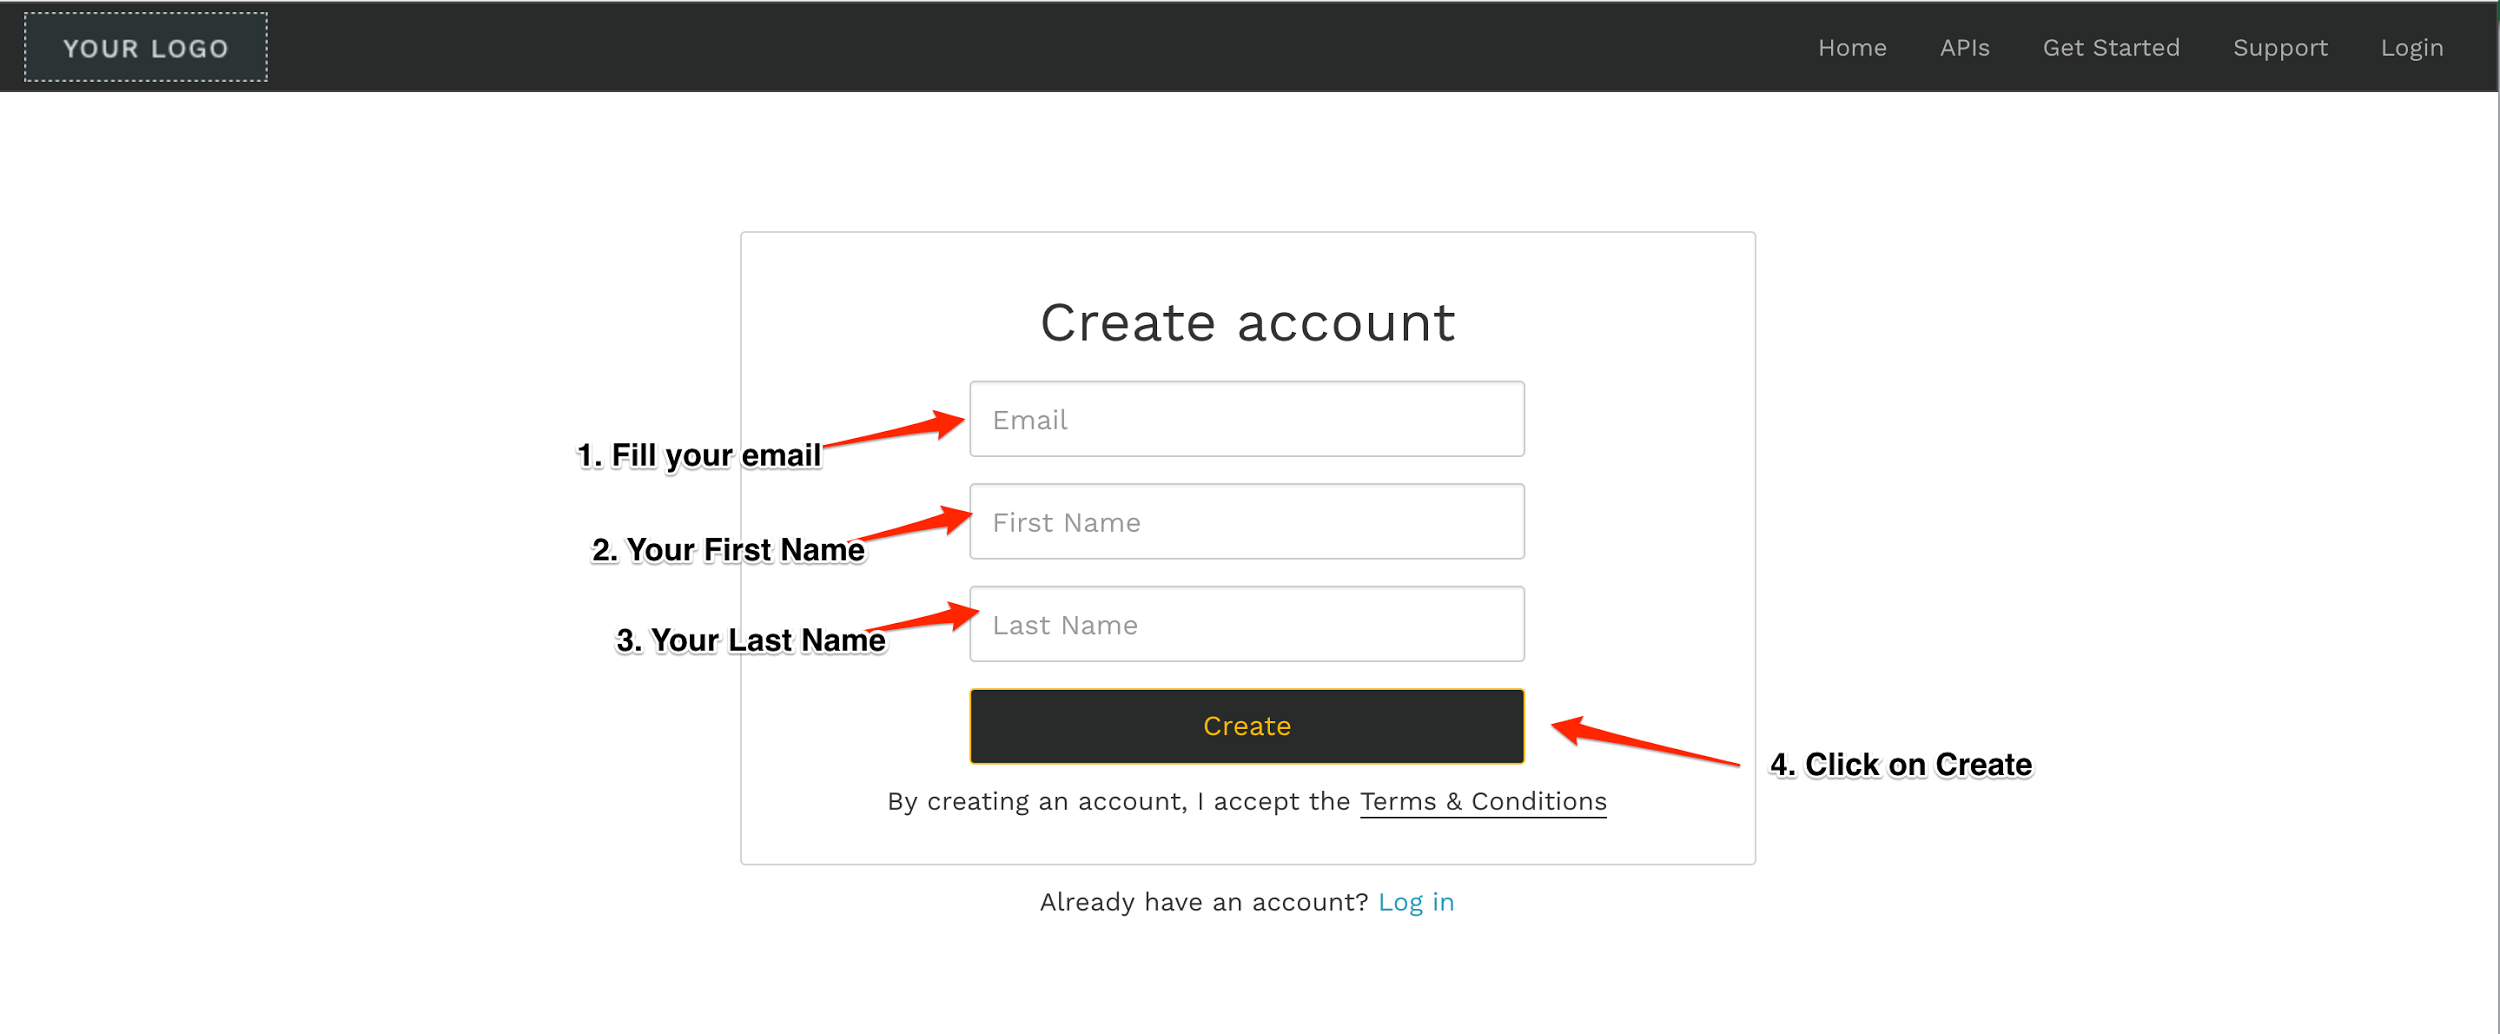 YOUR LOGO
Home APIs Get Started Support Login
Create account
Email
1. Fill your email
First Name
2. Your First Name
Last Name
3. Your Last Name
Create
4. Click on Create
By creating an account, I accept the Terms & Conditions
Already have an account? Log in